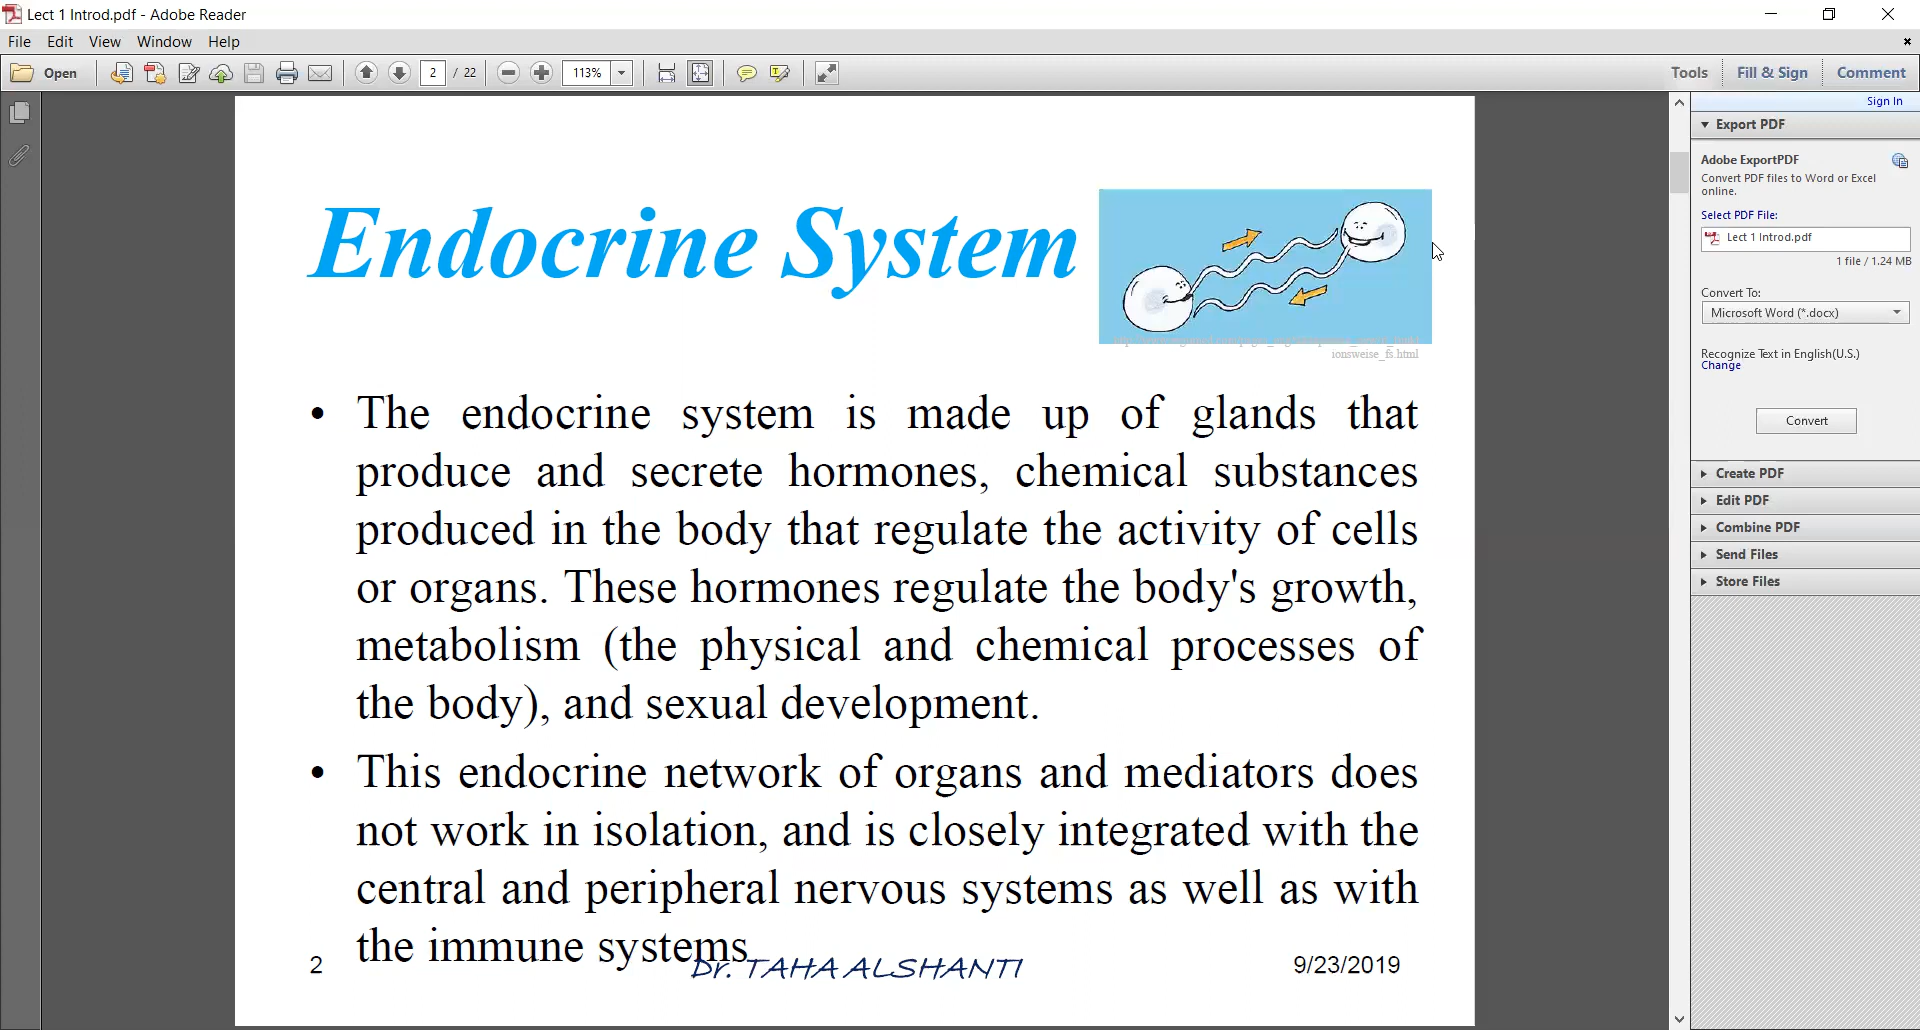 Lect 1 Introd.pdf - Adobe Reader
File Edit View Window Help
Open 2 / 22 113% Tools Fill & Sign Comment
Sign In
Export PDF
Adobe ExportPDF
Convert PDF files to Word or Excel
online.
Select PDF File:
Lect 1 Introd.pdf
1 file / 1.24 MB
Convert To:
Microsoft Word (*.docx)
Recognize Text in English(U.S.)
Change
Convert
Create PDF
Edit PDF
Combine PDF
Send Files
Store Files
Endocrine System
ionsweise_fs.html
• The endocrine system is made up of glands that
produce and secrete hormones, chemical substances
produced in the body that regulate the activity of cells
or organs. These hormones regulate the body's growth,
metabolism (the physical and chemical processes of
the body), and sexual development.
• This endocrine network of organs and mediators does
not work in isolation, and is closely integrated with the
central and peripheral nervous systems as well as with
the immune systems.
2 Dr. TAHA ALSHANTI 9/23/2019